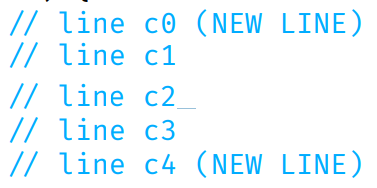 // line c0 (NEW LINE)
// line c1
// line c2_
// line c3
// line c4 (NEW LINE)